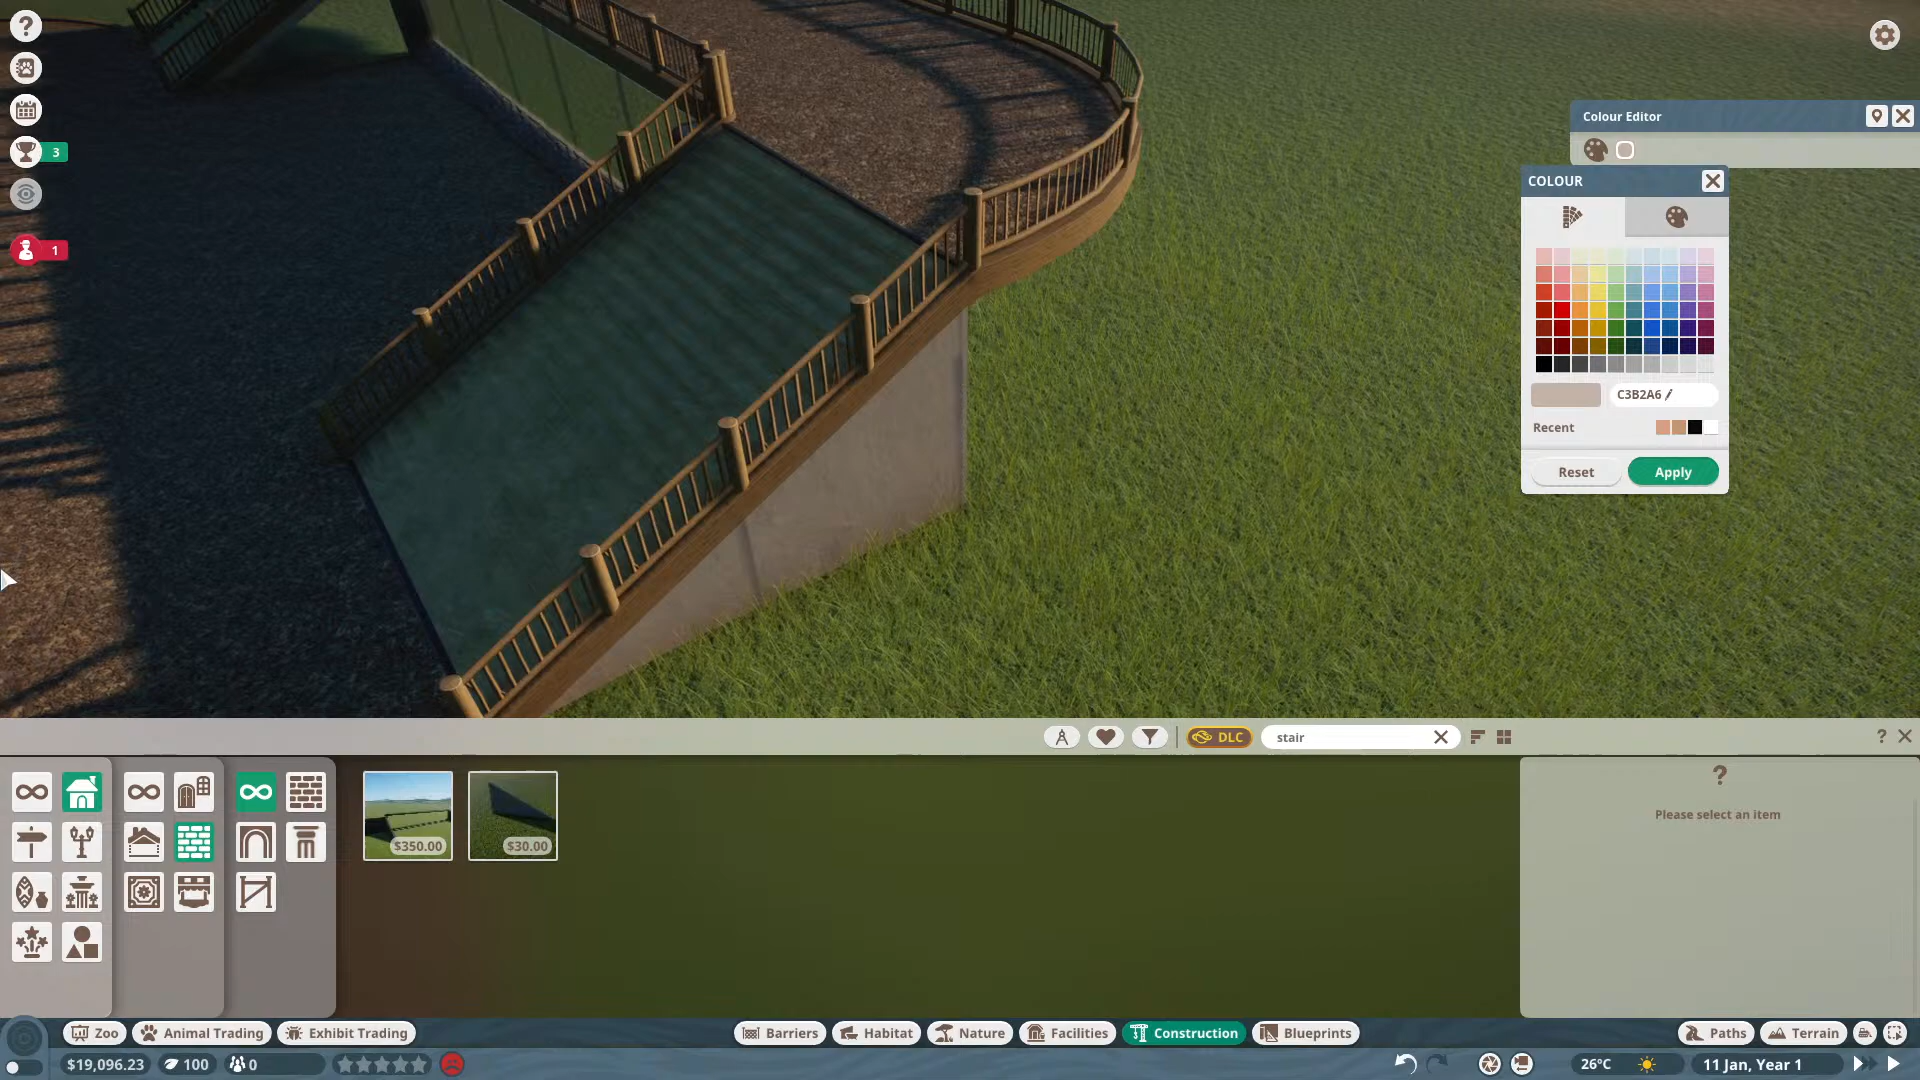 3
1
Colour Editor
COLOUR
C3B2A6
Recent
Reset
Apply
DLC
stair
?
$350.00
$30.00
?
Please select an item
Zoo
Animal Trading
Exhibit Trading
Barriers
Habitat
Nature
Facilities
Construction
Blueprints
Paths
Terrain
$19,096.23
100
0
26°C
11 Jan, Year 1